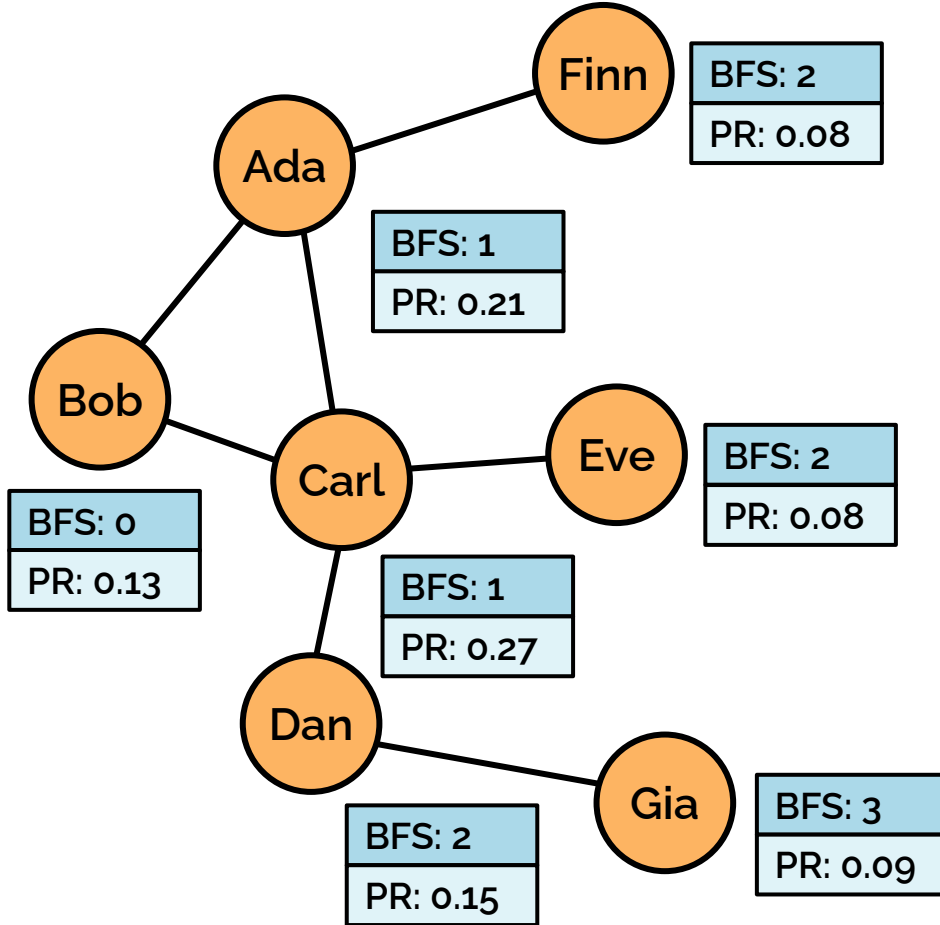 Finn
BFS: 2
PR: 0.08
Ada
BFS: 1
PR: 0.21
Bob
BFS: 0
PR: 0.13
Carl
BFS: 1
PR: 0.27
Eve
BFS: 2
PR: 0.08
Dan
BFS: 2
PR: 0.15
Gia
BFS: 3
PR: 0.09